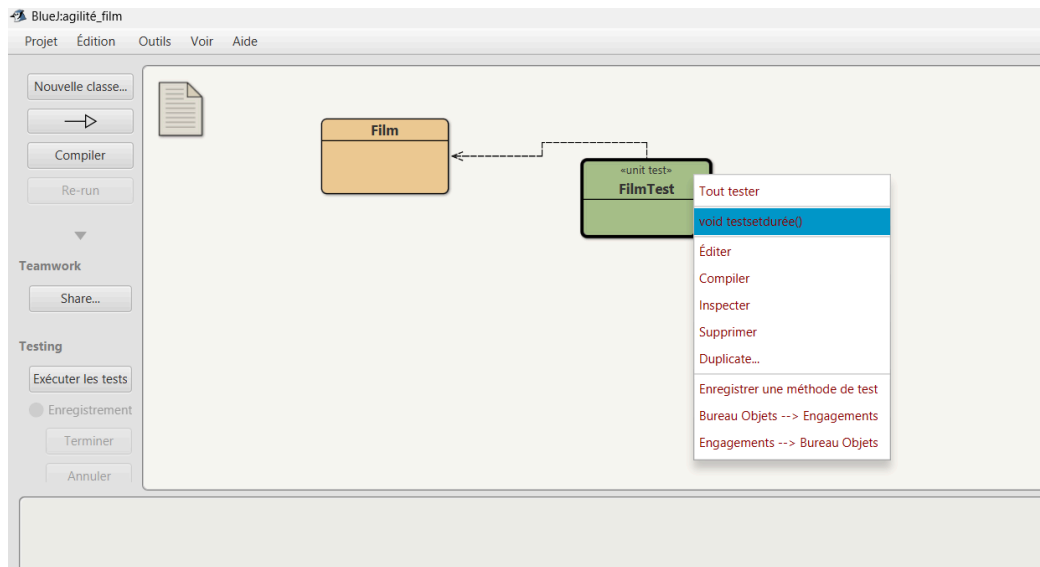 BlueJ:agilité_film
Projet Édition Outils Voir Aide
Nouvelle classe...
Compiler
Re-run
Teamwork
Share...
Testing
Exécuter les tests
Enregistrement
Terminer
Annuler
Film
«unit test»
FilmTest
Tout tester
void testsetdurée()
Éditer
Compiler
Inspecter
Supprimer
Duplicate...
Enregistrer une méthode de test
Bureau Objets --> Engagements
Engagements --> Bureau Objets